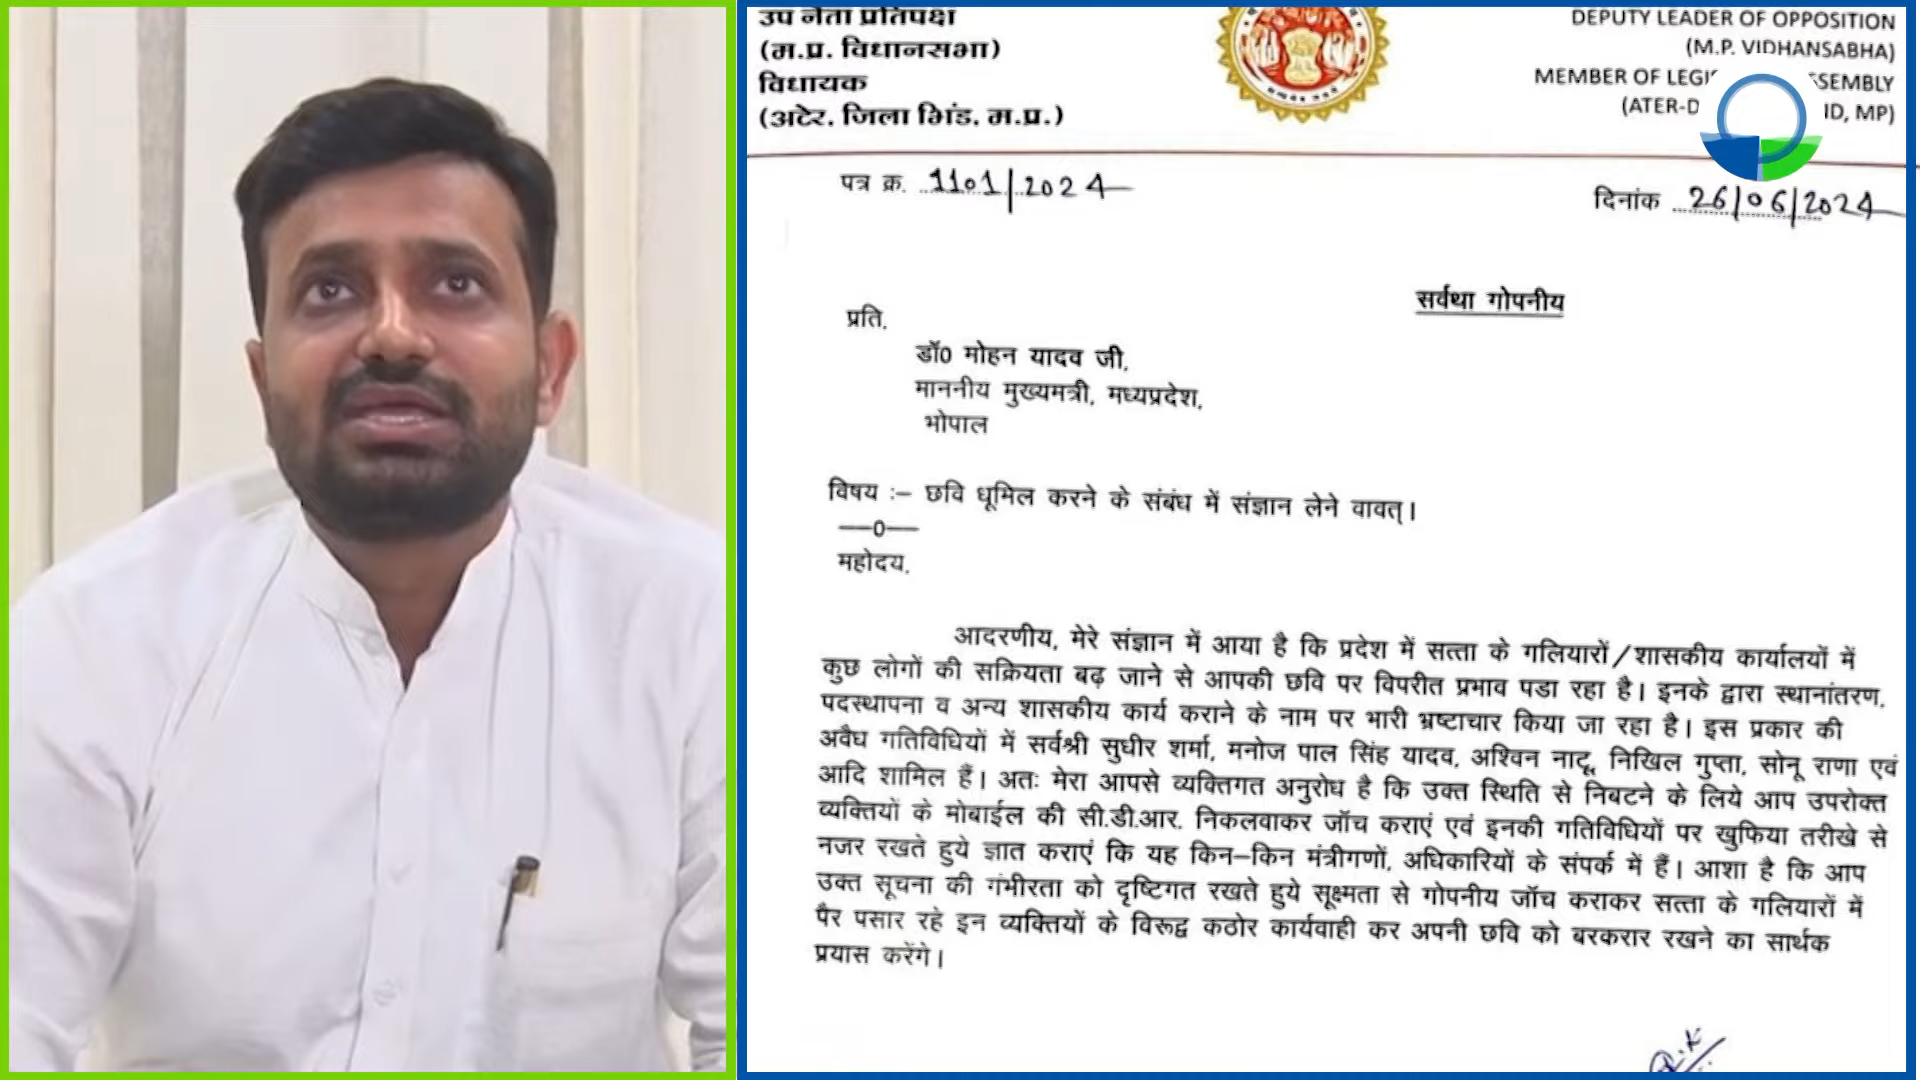 उप नेता प्रतिपक्ष
(म.प्र. विधानसभा)
विधायक
(अटेर, जिला भिंड, म.प्र.)
DEPUTY LEADER OF OPPOSITION
(M.P. VIDHANSABHA)
MEMBER OF
(ATER-
MP)
पत्र क्र. 1101/2024
दिनांक 26/06/2024
सर्वथा गोपनीय
प्रति,
डॉ0 मोहन यादव जी,
माननीय मुख्यमत्री, मध्यप्रदेश,
भोपाल
विषय :– छवि धूमिल करने के संबंध में संज्ञान लेने वावत्।
—0—
महोदय,
आदरणीय, मेरे संज्ञान में आया है कि प्रदेश में सत्ता के गलियारों/शासकीय कार्यालयों में
कुछ लोगों की सक्रियता बढ़ जाने से आपकी छवि पर विपरीत प्रभाव पडा रहा है। इनके द्वारा स्थानांतरण,
पदस्थापना व अन्य शासकीय कार्य कराने के नाम पर भारी भ्रष्टाचार किया जा रहा है। इस प्रकार की
अवैध गतिविधियों में सर्वश्री सुधीर शर्मा, मनोज पाल सिंह यादव, अश्विन नाटू, निखिल गुप्ता, सोनू राणा एवं
आदि शामिल हैं। अतः मेरा आपसे व्यक्तिगत अनुरोध है कि उक्त स्थिति से निबटने के लिये आप उपरोक्त
व्यक्तियों के मोबाईल की सी.डी.आर. निकलवाकर जॉच कराएं एवं इनकी गतिविधियों पर खुफिया तरीखे से
नजर रखते हुये ज्ञात कराएं कि यह किन–किन मंत्रीगणों, अधिकारियों के संपर्क में हैं। आशा है कि आप
उक्त सूचना की गंभीरता को दृष्टिगत रखते हुये सूक्ष्मता से गोपनीय जॉच कराकर सत्ता के गलियारों में
पैर पसार रहे इन व्यक्तियों के विरूद्व कठोर कार्यवाही कर अपनी छवि को बरकरार रखने का सार्थक
प्रयास करेंगे।